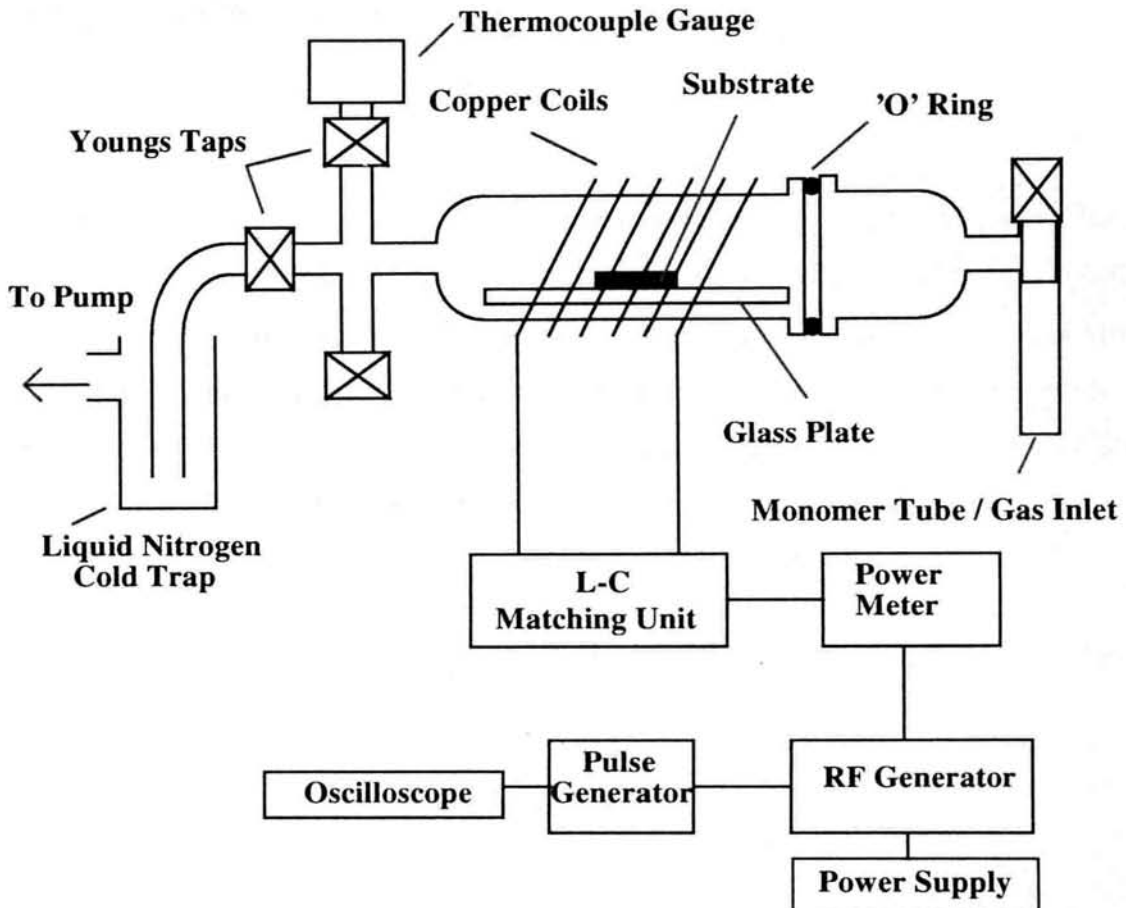 Thermocouple Gauge
Substrate
Copper Coils
'O' Ring
Youngs Taps
To Pump
Glass Plate
Monomer Tube / Gas Inlet
Liquid Nitrogen
Cold Trap
L-C
Matching Unit
Power
Meter
Pulse
Generator
RF Generator
Oscilloscope
Power Supply